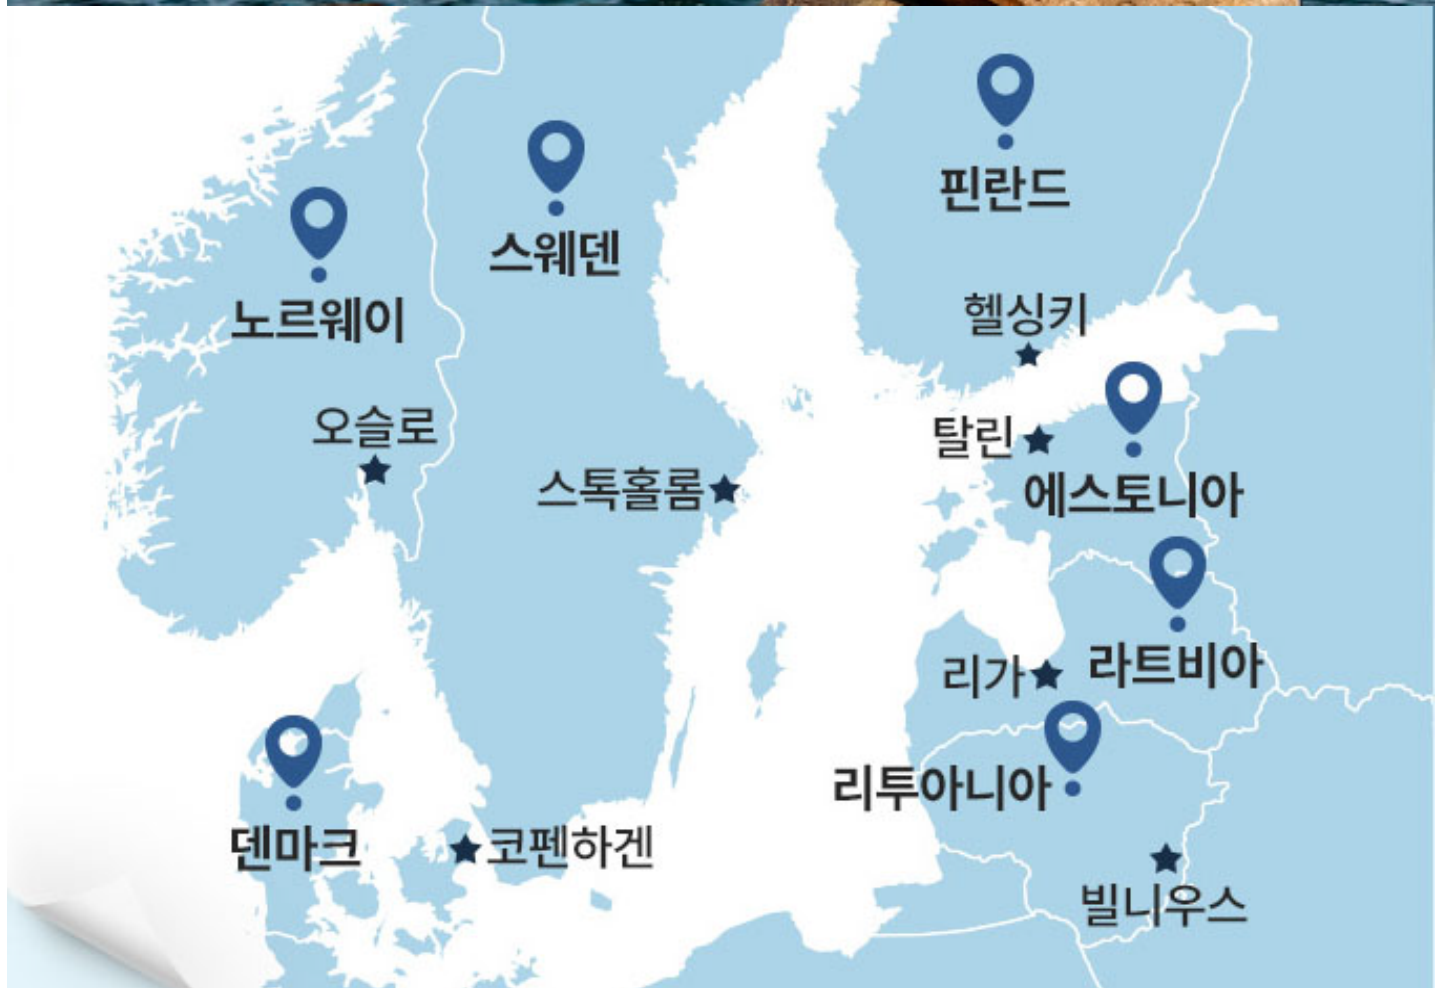 핀란드
스웨덴
노르웨이
헬싱키
오슬로
탈린
스톡홀롬
에스토니아
리가
라트비아
리투아니아
덴마크
코펜하겐
빌니우스